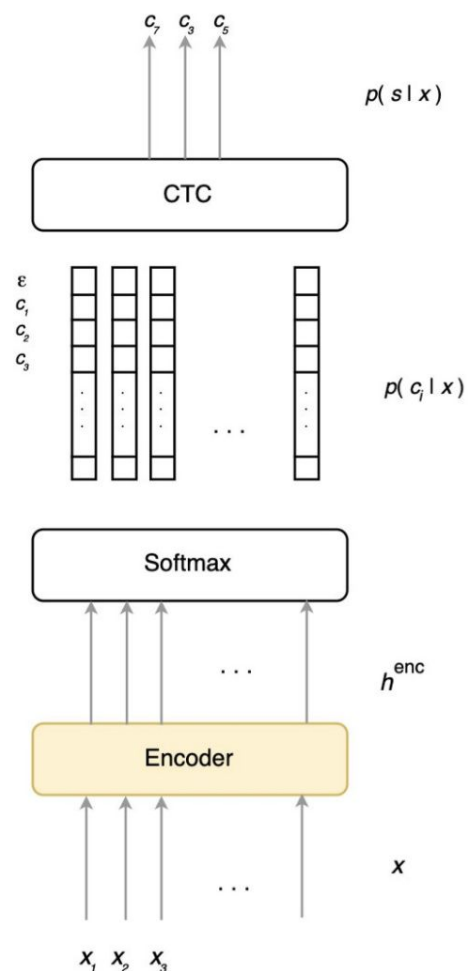 c₇ c₃ c₅
p( s | x )
CTC
ε
c₁
c₂
c₃
. . .
. . .
. . .
. . .
. . .
p( cᵢ | x )
Softmax
. . .
hᵉⁿᶜ
Encoder
. . .
x
x₁ x₂ x₃